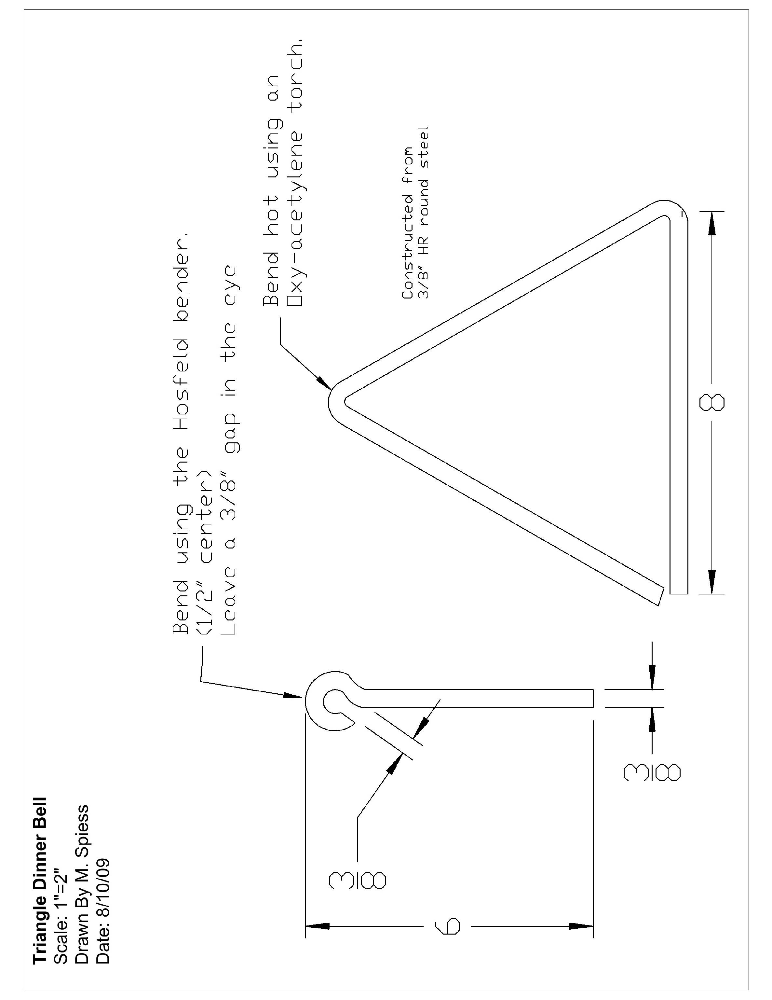 Triangle Dinner Bell
Scale: 1"=2"
Drawn By M. Spiess
Date: 8/10/09
Bend using the Hosfeld bender.
(1/2" center)
Leave a 3/8" gap in the eye
Bend hot using an
Oxy-acetylene torch.
Constructed from
3/8" HR round steel
3/8
6
3/8
8